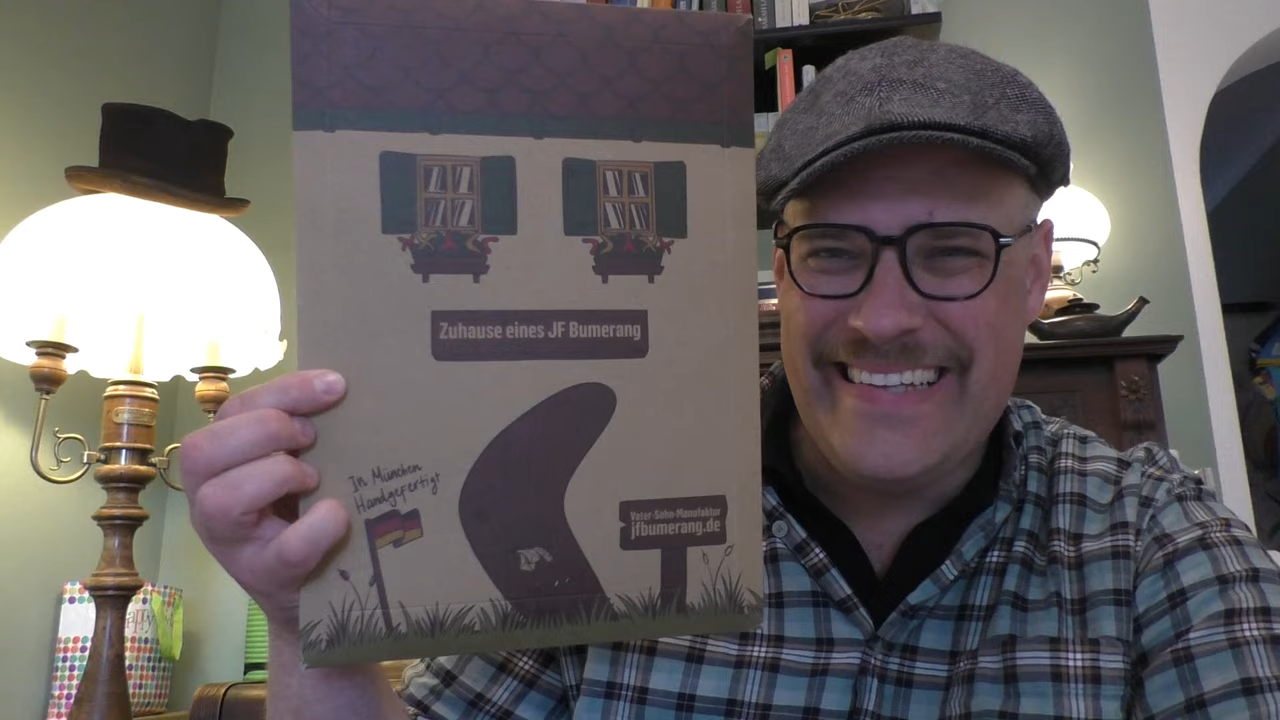 Zuhause eines JF Bumerang
In München
Handgefertigt
Vater-Sohn-Manufaktur
jfbumerang.de